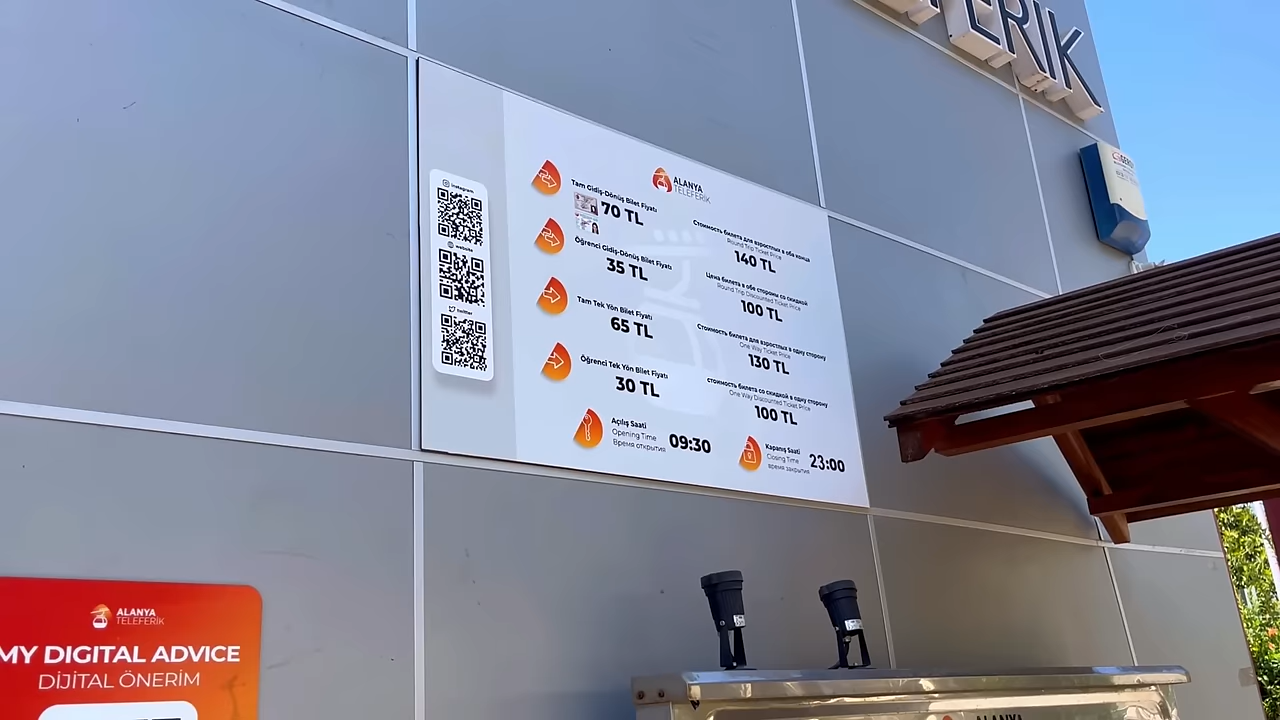 ERIK
instagram
website
twitter
ALANYA
TELEFERİK
Tam Gidiş-Dönüş Bilet Fiyatı
70 TL
Öğrenci Gidiş-Dönüş Bilet Fiyatı
35 TL
Tam Tek Yön Bilet Fiyatı
65 TL
Öğrenci Tek Yön Bilet Fiyatı
30 TL
Стоимость билета для взрослых в оба конца
Round Trip Ticket Price
140 TL
Цена билета в обе стороны со скидкой
Round Trip Discounted Ticket Price
100 TL
Стоимость билета для взрослых в одну сторону
One Way Ticket Price
130 TL
стоимость билета со скидкой в одну сторону
One Way Discounted Ticket Price
100 TL
Açılış Saati
Opening Time
Время открытия
09:30
Kapanış Saati
Closing Time
время закрытия
23:00
ALANYA
TELEFERİK
MY DIGITAL ADVICE
DİJİTAL ÖNERİM
ALANYA